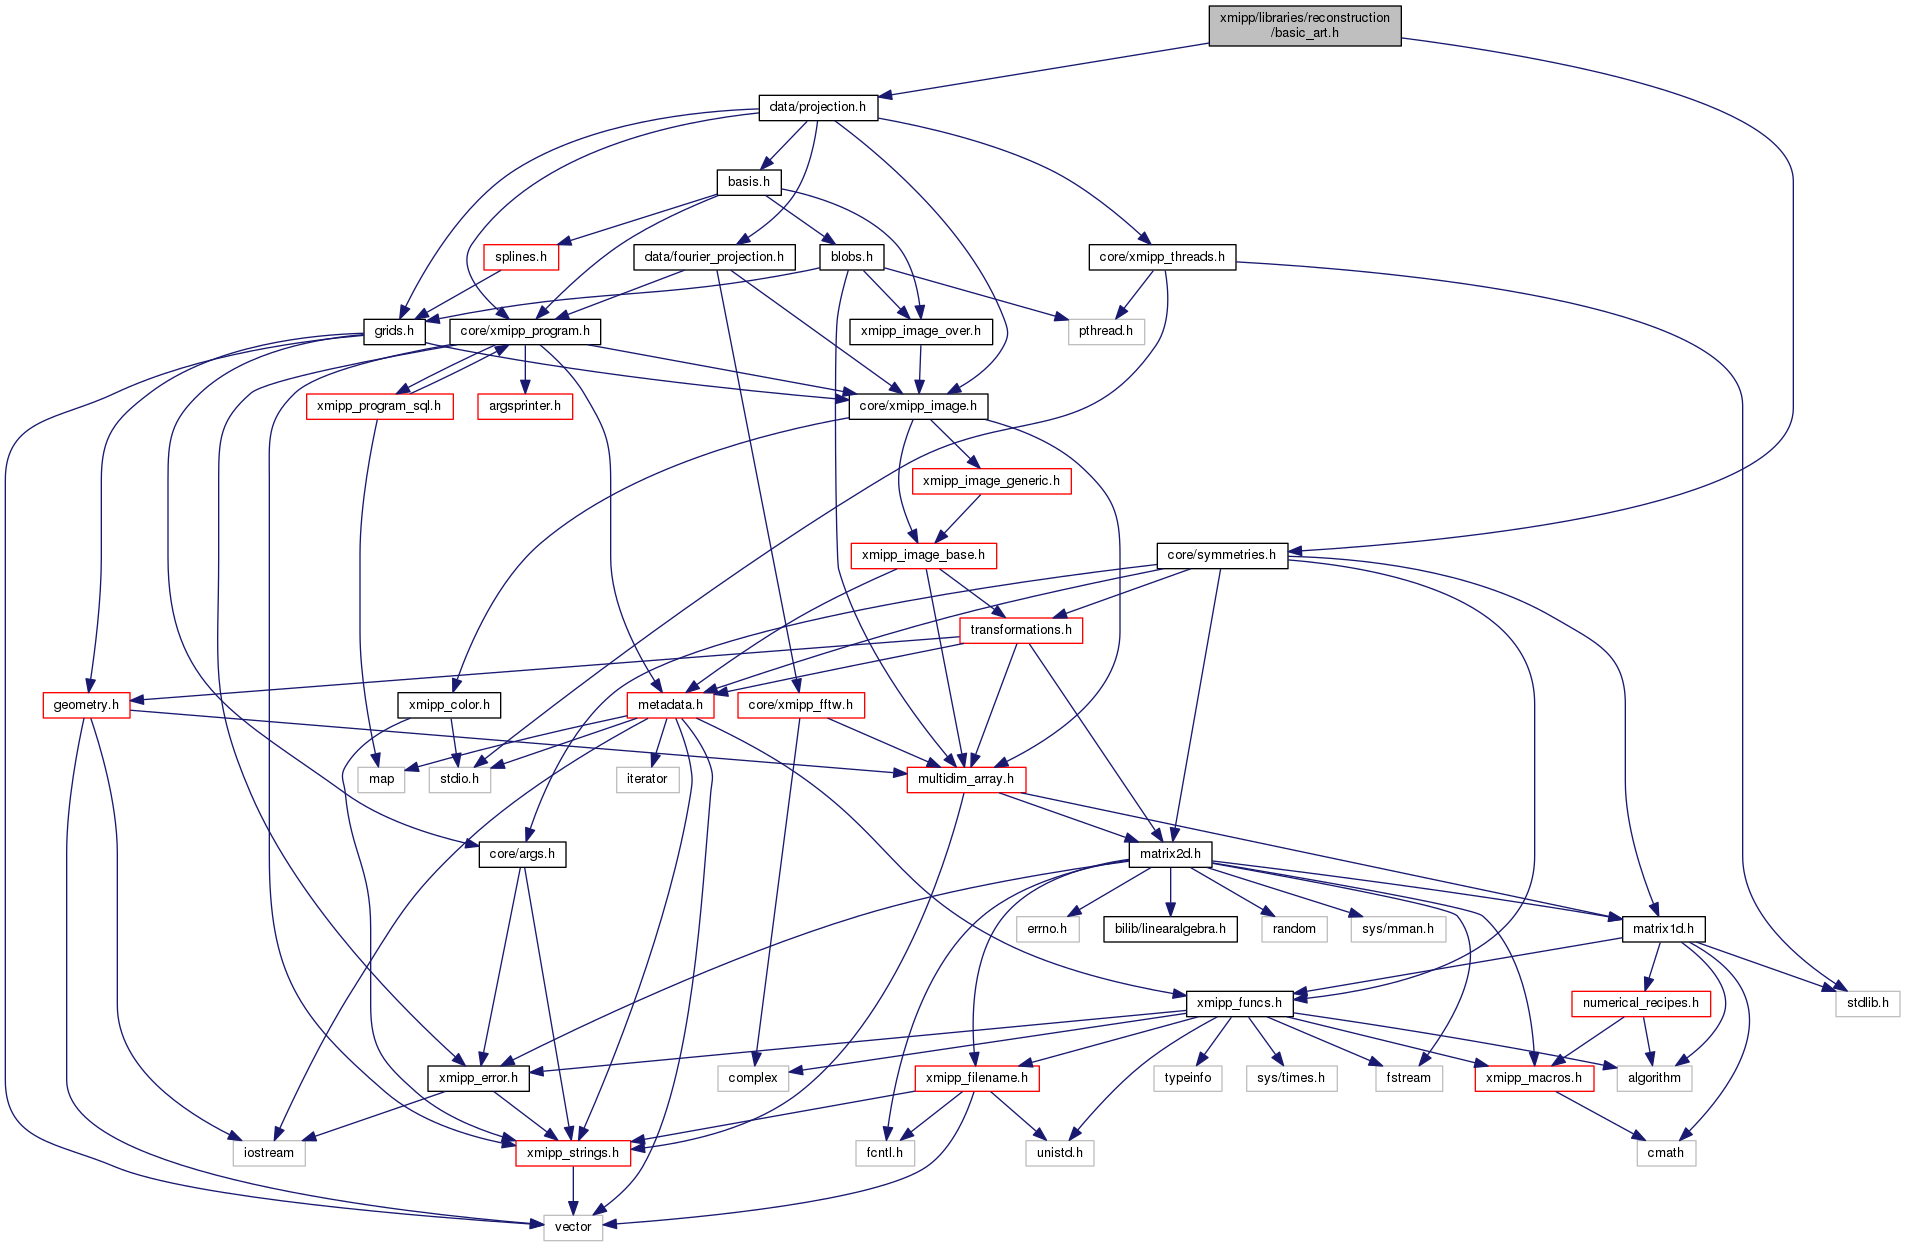 xmipp/libraries/reconstruction
/basic_art.h
data/projection.h
basis.h
splines.h
data/fourier_projection.h
blobs.h
core/xmipp_threads.h
grids.h
core/xmipp_program.h
xmipp_image_over.h
pthread.h
xmipp_program_sql.h
argsprinter.h
core/xmipp_image.h
xmipp_image_generic.h
xmipp_image_base.h
core/symmetries.h
transformations.h
geometry.h
xmipp_color.h
metadata.h
core/xmipp_fftw.h
map
stdio.h
iterator
multidim_array.h
core/args.h
matrix2d.h
errno.h
bilib/linearalgebra.h
random
sys/mman.h
matrix1d.h
xmipp_funcs.h
numerical_recipes.h
stdlib.h
xmipp_error.h
complex
xmipp_filename.h
typeinfo
sys/times.h
fstream
xmipp_macros.h
algorithm
iostream
xmipp_strings.h
fcntl.h
unistd.h
cmath
vector